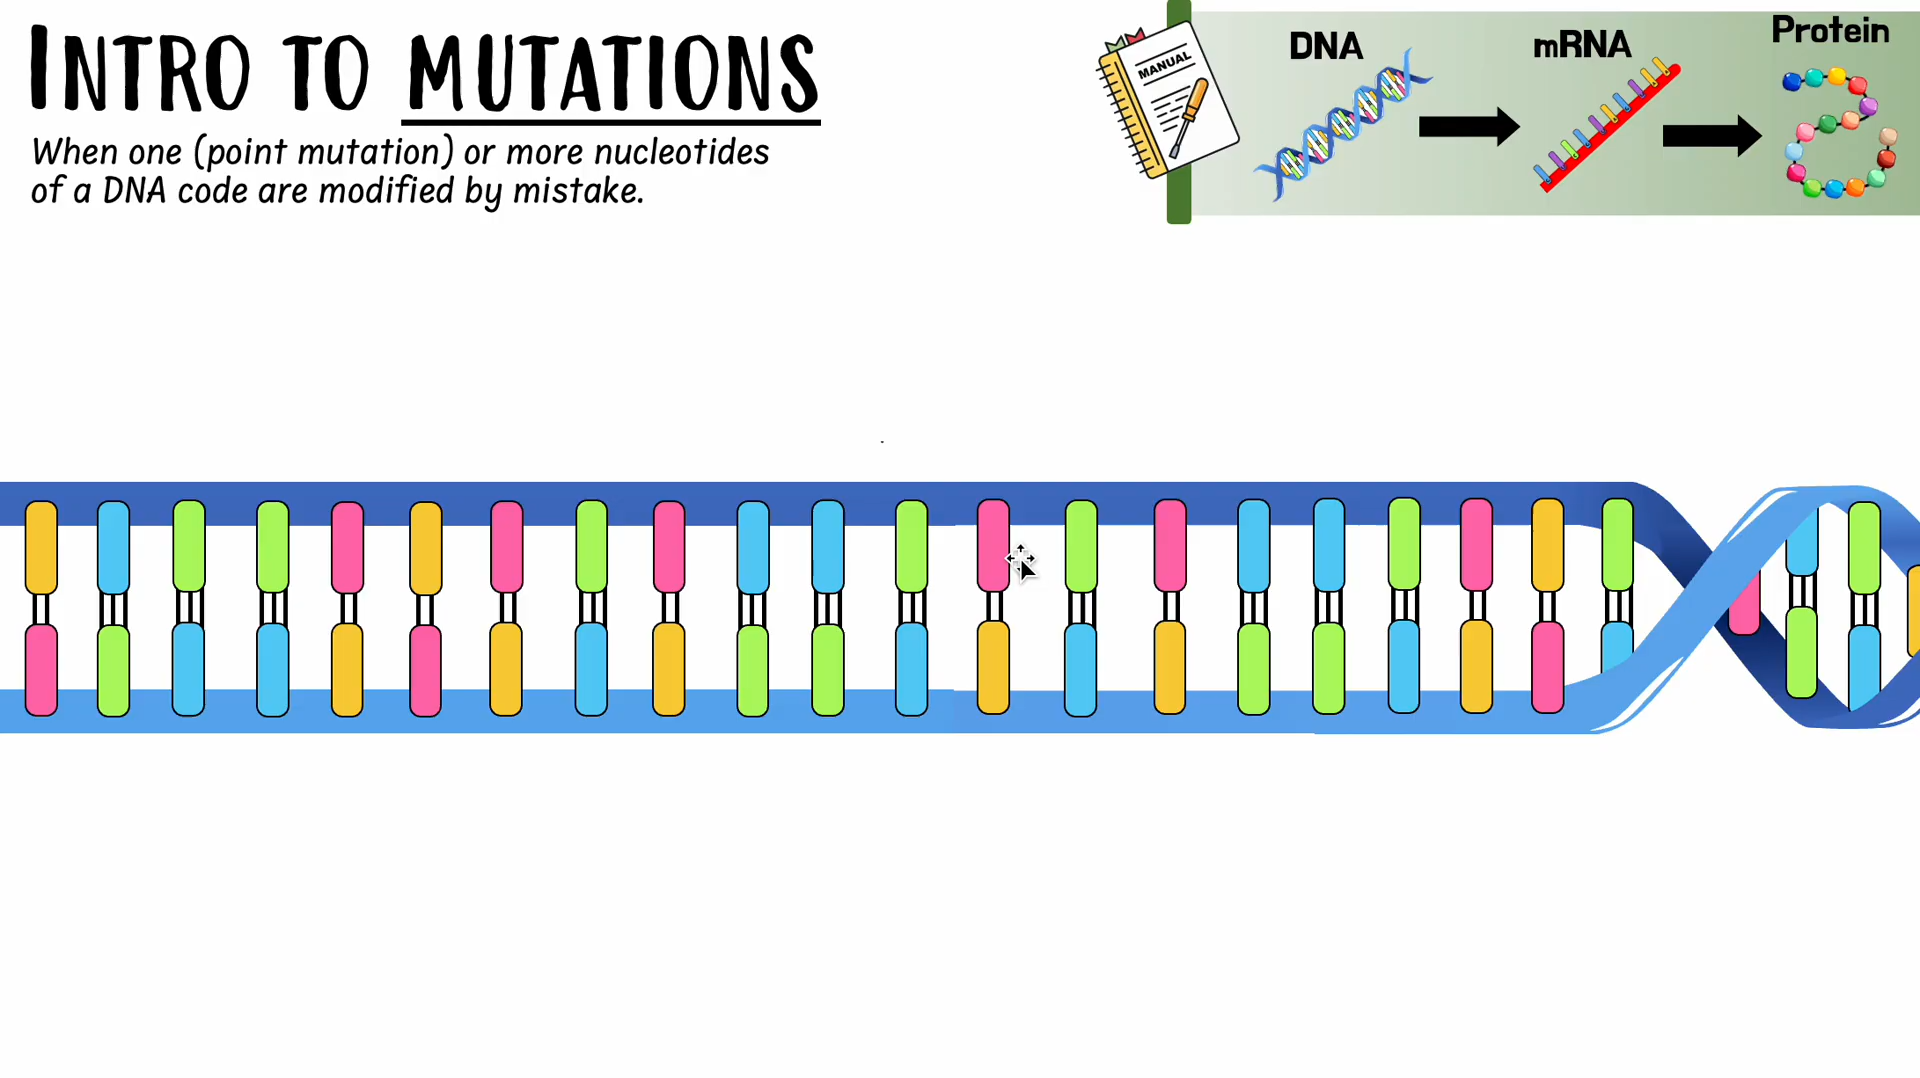 INTRO TO MUTATIONS
When one (point mutation) or more nucleotides
of a DNA code are modified by mistake.
MANUAL
DNA
mRNA
Protein